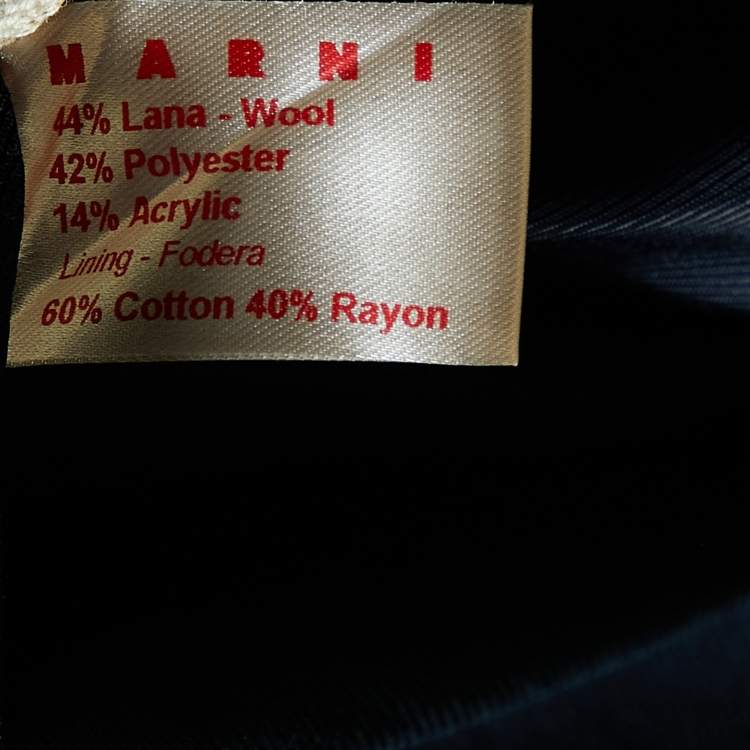 MARNI
44% Lana - Wool
42% Polyester
14% Acrylic
Lining - Fodera
60% Cotton 40% Rayon